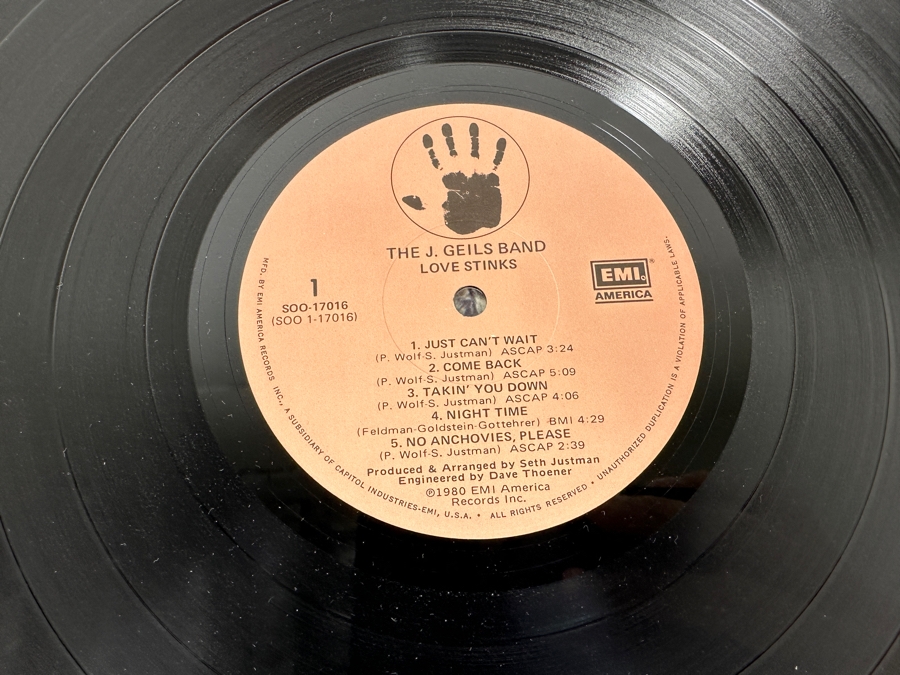 THE J. GEILS BAND
LOVE STINKS
1
SOO-17016
(SOO 1-17016)
EMI®
AMERICA
1. JUST CAN'T WAIT
(P. Wolf-S. Justman) ASCAP 3:24
2. COME BACK
(P. Wolf-S. Justman) ASCAP 5:09
3. TAKIN' YOU DOWN
(P. Wolf-S. Justman) ASCAP 4:06
4. NIGHT TIME
(Feldman-Goldstein-Gottehrer) BMI 4:29
5. NO ANCHOVIES, PLEASE
(P. Wolf-S. Justman) ASCAP 2:39
Produced & Arranged by Seth Justman
Engineered by Dave Thoener
℗1980 EMI America
Records Inc.
MFD. BY EMI AMERICA RECORDS INC., A SUBSIDIARY OF CAPITOL INDUSTRIES-EMI, U.S.A. • ALL RIGHTS RESERVED • UNAUTHORIZED DUPLICATION IS A VIOLATION OF APPLICABLE LAWS.